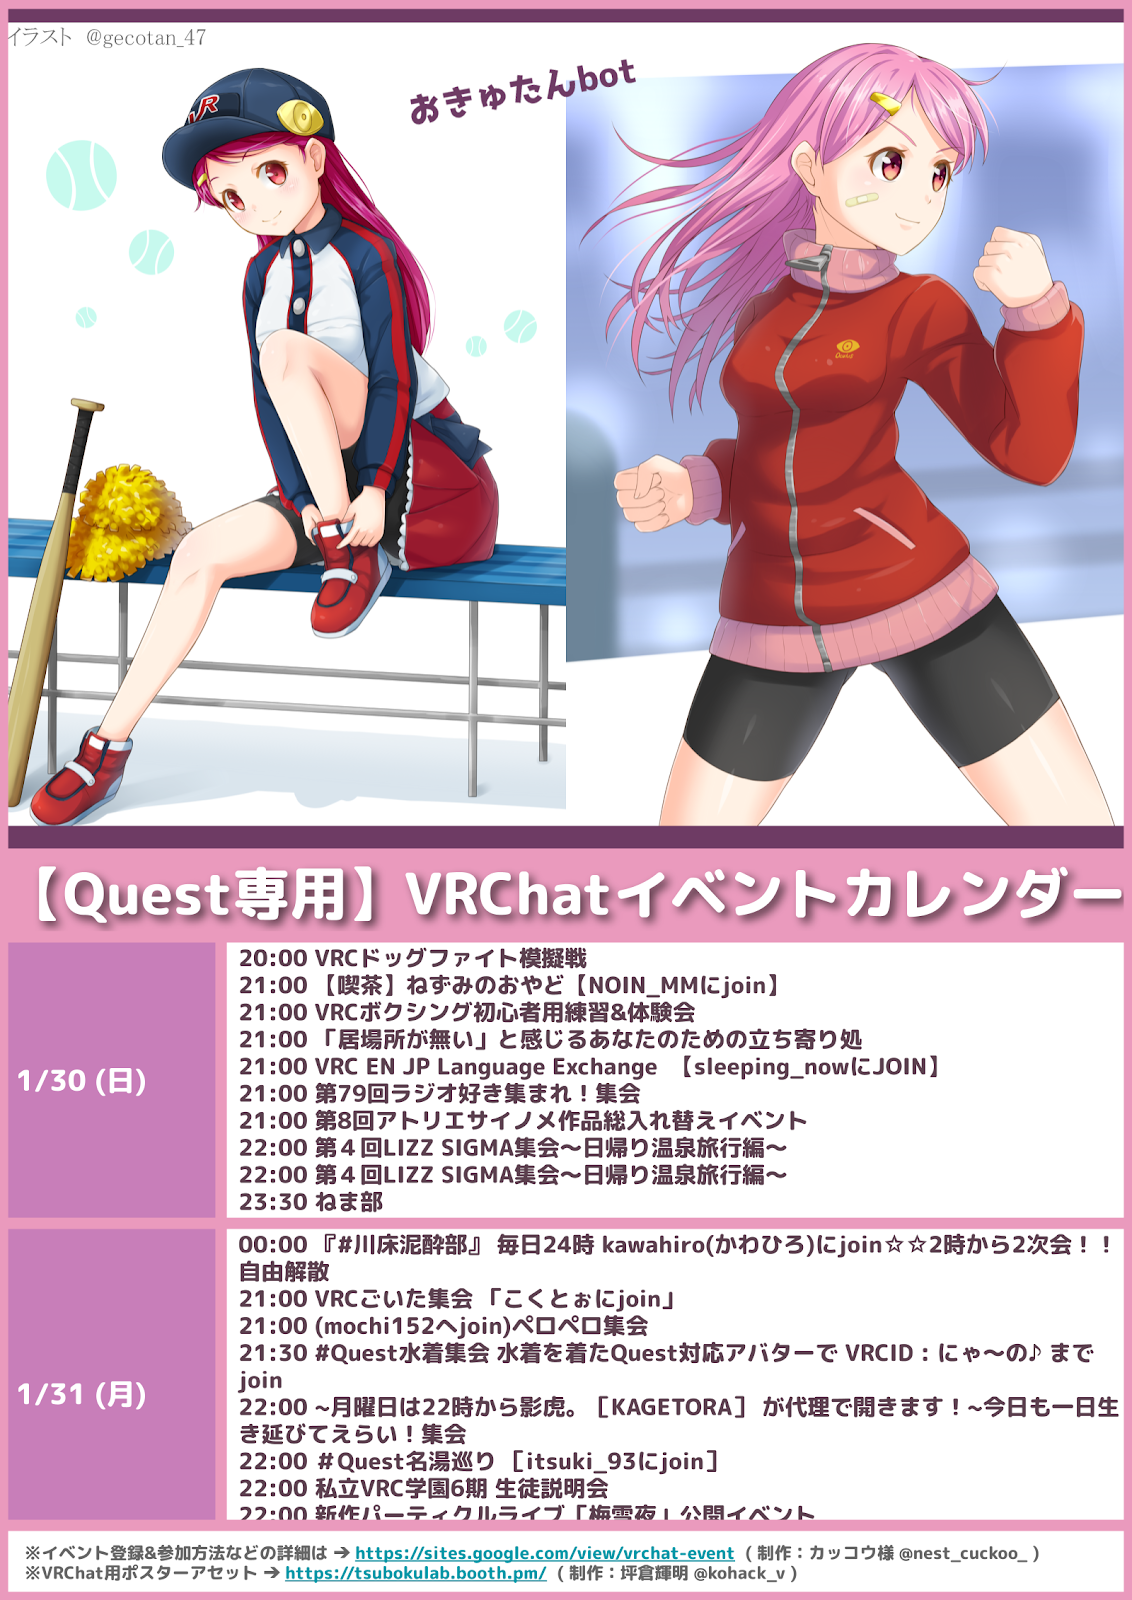 イラスト @gecotan_47
おきゅたんbot
VR
Quest
【Quest専用】VRChatイベントカレンダー
1/30 (日)
20:00 VRCドッグファイト模擬戦
21:00 【喫茶】ねずみのおやど【NOIN_MMにjoin】
21:00 VRCボクシング初心者用練習&体験会
21:00 「居場所が無い」と感じるあなたのための立ち寄り処
21:00 VRC EN JP Language Exchange 【sleeping_nowにJOIN】
21:00 第79回ラジオ好き集まれ！集会
21:00 第8回アトリエサイノメ作品総入れ替えイベント
22:00 第４回LIZZ SIGMA集会～日帰り温泉旅行編～
22:00 第４回LIZZ SIGMA集会～日帰り温泉旅行編～
23:30 ねま部
1/31 (月)
00:00 『#川床泥酔部』 毎日24時 kawahiro(かわひろ)にjoin☆☆2時から2次会！！
自由解散
21:00 VRCごいた集会 「こくとぉにjoin」
21:00 (mochi152へjoin)ペロペロ集会
21:30 #Quest水着集会 水着を着たQuest対応アバターで VRCID : にゃ～の♪ まで
join
22:00 ~月曜日は22時から影虎。［KAGETORA］ が代理で開きます！~今日も一日生
き延びてえらい！集会
22:00 ＃Quest名湯巡り ［itsuki_93にjoin］
22:00 私立VRC学園6期 生徒説明会
22:00 新作パーティクルライブ「梅雪夜」公開イベント
※イベント登録&参加方法などの詳細は → https://sites.google.com/view/vrchat-event ( 制作：カッコウ様 @nest_cuckoo_ )
※VRChat用ポスターアセット → https://tsubokulab.booth.pm/ ( 制作：坪倉輝明 @kohack_v )